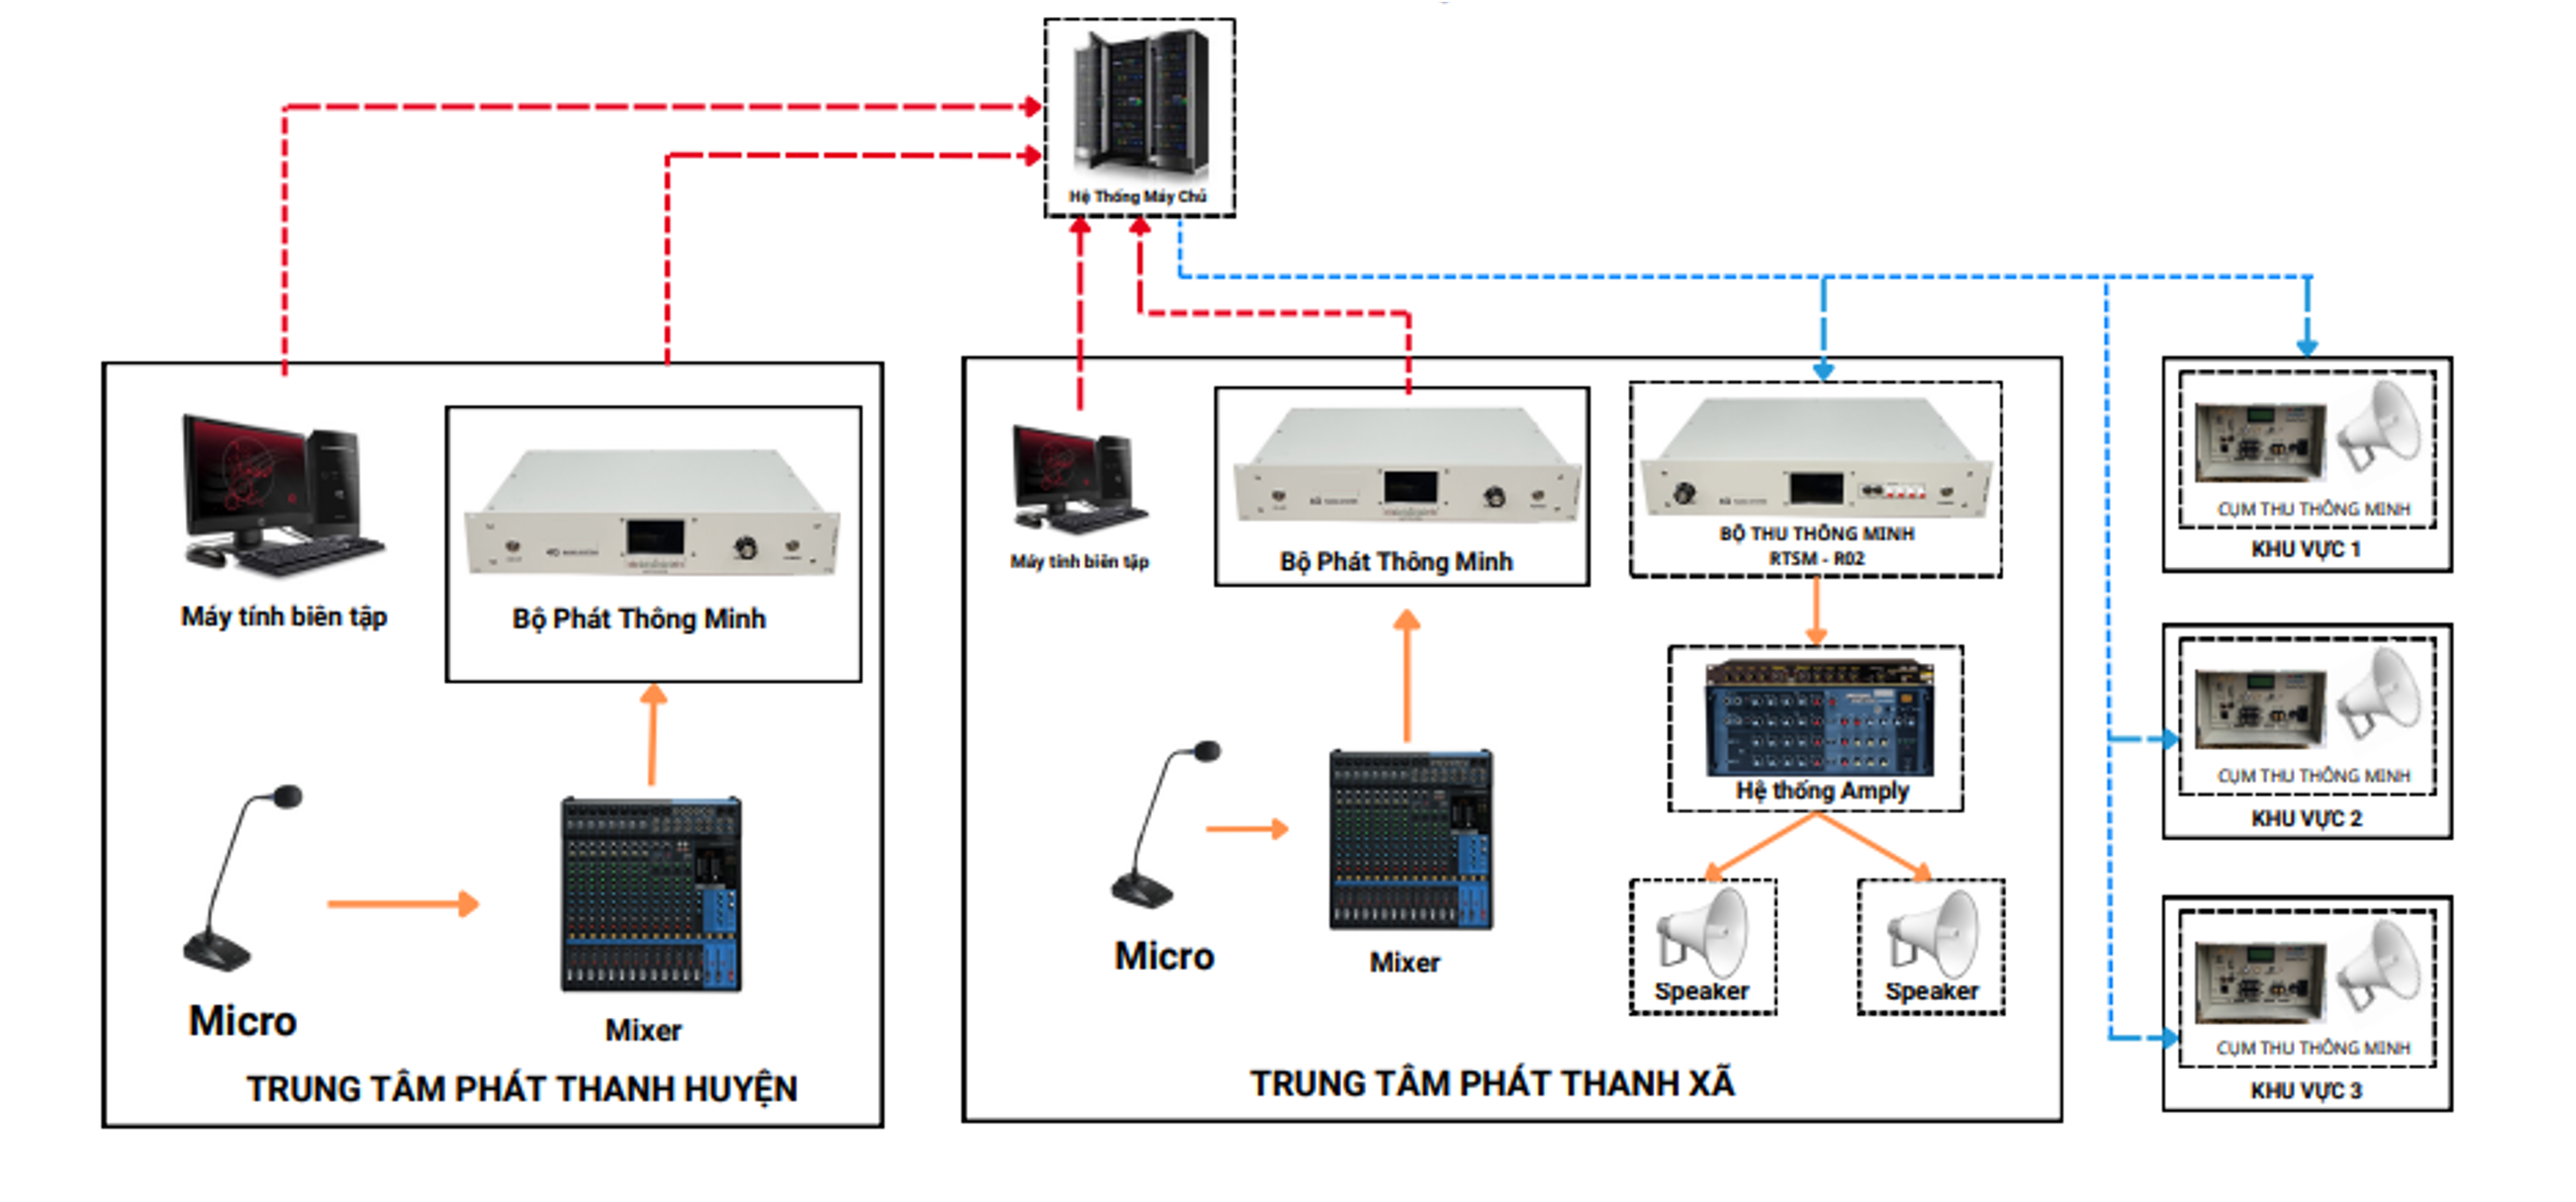 Hệ Thống Máy Chủ
Máy tính biên tập
Bộ Phát Thông Minh
Micro
Mixer
TRUNG TÂM PHÁT THANH HUYỆN
Máy tính biên tập
Bộ Phát Thông Minh
BỘ THU THÔNG MINH
RTSM - R02
Hệ thống Amply
Micro
Mixer
Speaker
Speaker
TRUNG TÂM PHÁT THANH XÃ
CỤM THU THÔNG MINH
KHU VỰC 1
CỤM THU THÔNG MINH
KHU VỰC 2
CỤM THU THÔNG MINH
KHU VỰC 3